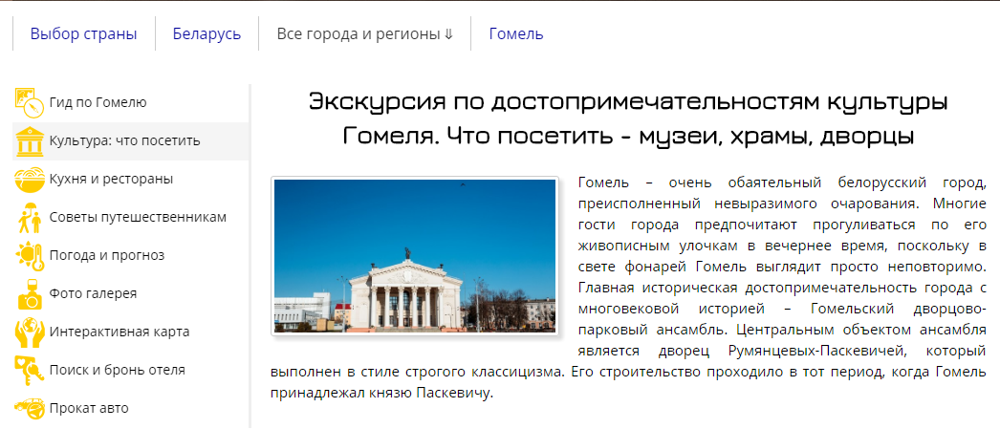 Выбор страны
Беларусь
Все города и регионы ⇓
Гомель
Гид по Гомелю
Культура: что посетить
Кухня и рестораны
Советы путешественникам
Погода и прогноз
Фото галерея
Интерактивная карта
Поиск и бронь отеля
Прокат авто
Экскурсия по достопримечательностям культуры
Гомеля. Что посетить - музеи, храмы, дворцы
Гомель – очень обаятельный белорусский город,
преисполненный невыразимого очарования. Многие
гости города предпочитают прогуливаться по его
живописным улочкам в вечернее время, поскольку в
свете фонарей Гомель выглядит просто неповторимо.
Главная историческая достопримечательность города с
многовековой историей – Гомельский дворцово-
парковый ансамбль. Центральным объектом ансамбля
является дворец Румянцевых-Паскевичей, который
выполнен в стиле строгого классицизма. Его строительство проходило в тот период, когда Гомель
принадлежал князю Паскевичу.